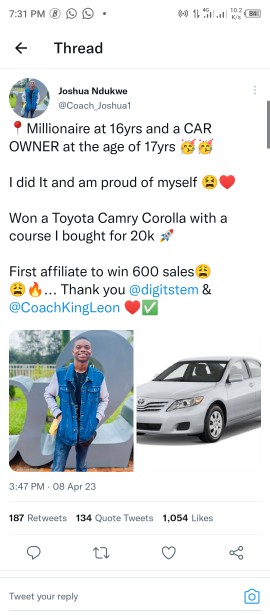 7:31 PM
4G
10.2
K/s
Thread
Joshua Ndukwe
@Coach_Joshua1
📍Millionaire at 16yrs and a CAR
OWNER at the age of 17yrs 🥳🥳
I did It and am proud of myself 😫♥️
Won a Toyota Camry Corolla with a
course I bought for 20k 🚀
First affiliate to win 600 sales😩
😩🔥... Thank you @digitstem &
@CoachKingLeon ♥️✅
3:47 PM · 08 Apr 23
187 Retweets 134 Quote Tweets 1,054 Likes
Tweet your reply